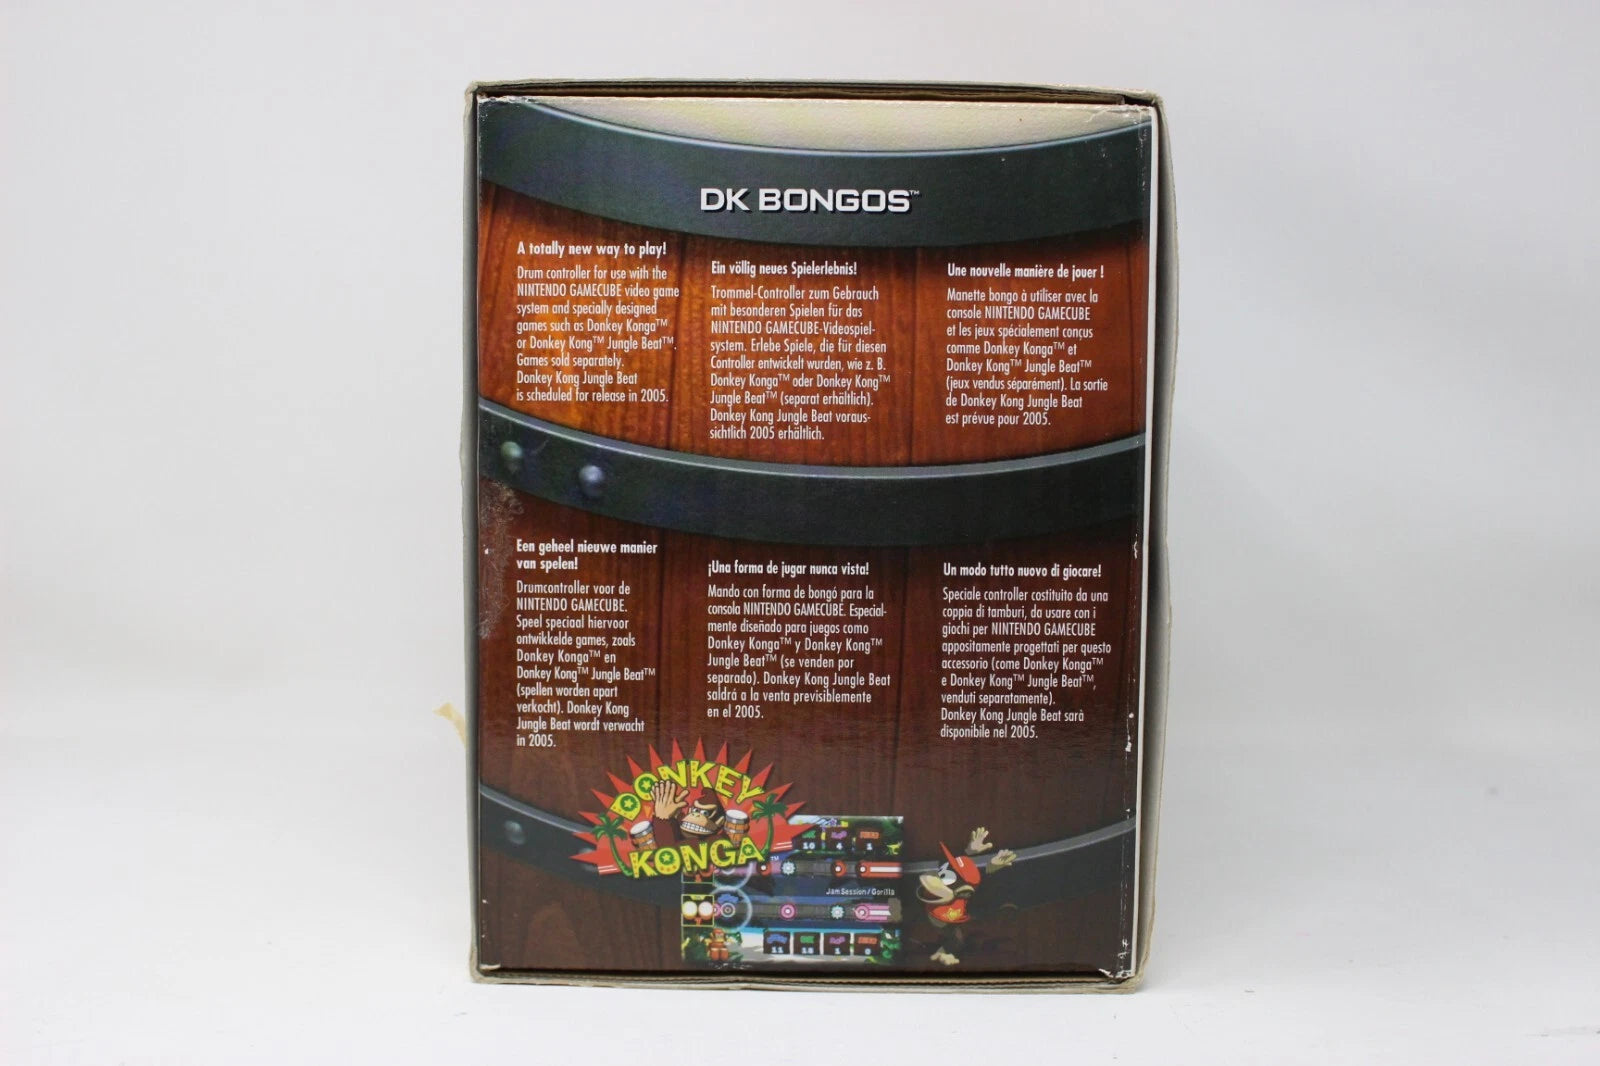 DK BONGOS™
A totally new way to play!
Drum controller for use with the
NINTENDO GAMECUBE video game
system and specially designed
games such as Donkey Konga™
or Donkey Kong™ Jungle Beat™.
Games sold separately.
Donkey Kong Jungle Beat
is scheduled for release in 2005.
Ein völlig neues Spielerlebnis!
Trommel-Controller zum Gebrauch
mit besonderen Spielen für das
NINTENDO GAMECUBE-Videospiel-
system. Erlebe Spiele, die für diesen
Controller entwickelt wurden, wie z. B.
Donkey Konga™ oder Donkey Kong™
Jungle Beat™ (separat erhältlich).
Donkey Kong Jungle Beat voraus-
sichtlich 2005 erhältlich.
Une nouvelle manière de jouer !
Manette bongo à utiliser avec la
console NINTENDO GAMECUBE
et les jeux spécialement conçus
comme Donkey Konga™ et
Donkey Kong™ Jungle Beat™
(jeux vendus séparément). La sortie
de Donkey Kong Jungle Beat
est prévue pour 2005.
Een geheel nieuwe manier
van spelen!
Drumcontroller voor de
NINTENDO GAMECUBE.
Speel speciaal hiervoor
ontwikkelde games, zoals
Donkey Konga™ en
Donkey Kong™ Jungle Beat™
(spellen worden apart
verkocht). Donkey Kong
Jungle Beat wordt verwacht
in 2005.
¡Una forma de jugar nunca vista!
Mando con forma de bongó para la
consola NINTENDO GAMECUBE. Especial-
mente diseñado para juegos como
Donkey Konga™ y Donkey Kong™
Jungle Beat™ (se venden por
separado). Donkey Kong Jungle Beat
saldrá a la venta previsiblemente
en el 2005.
Un modo tutto nuovo di giocare!
Speciale controller costituito da una
coppia di tamburi, da usare con i
giochi per NINTENDO GAMECUBE
appositamente progettati per questo
accessorio (come Donkey Konga™
e Donkey Kong™ Jungle Beat™,
venduti separatamente).
Donkey Kong Jungle Beat sarà
disponibile nel 2005.
DONKEY
KONGA
™
10 4 1
Jam Session / Gorilla
11 18 1 0